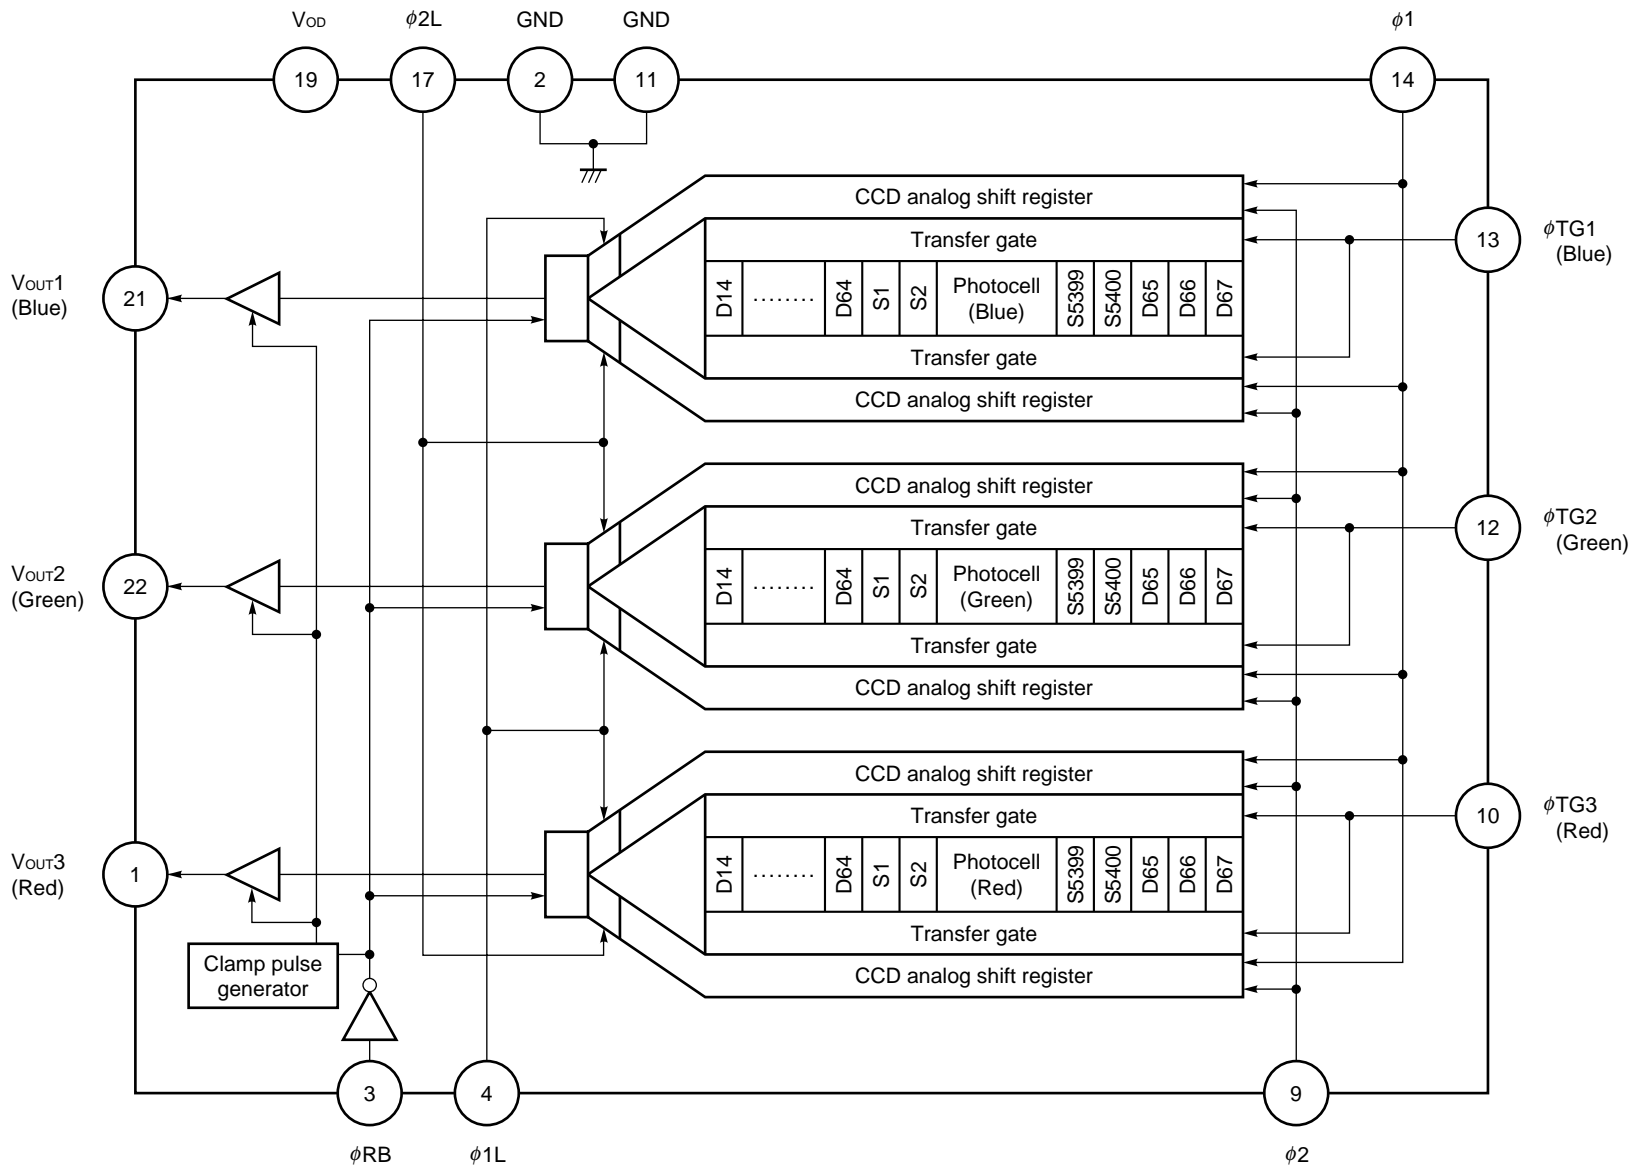 VOD
ϕ2L
GND
GND
ϕ1
19
17
2
11
14
CCD analog shift register
Transfer gate
13
ϕTG1
(Blue)
VOUT1
(Blue)
21
D14
········
D64
S1
S2
Photocell
(Blue)
S5399
S5400
D65
D66
D67
Transfer gate
CCD analog shift register
CCD analog shift register
Transfer gate
12
ϕTG2
(Green)
VOUT2
(Green)
22
D14
········
D64
S1
S2
Photocell
(Green)
S5399
S5400
D65
D66
D67
Transfer gate
CCD analog shift register
CCD analog shift register
Transfer gate
10
ϕTG3
(Red)
VOUT3
(Red)
1
D14
········
D64
S1
S2
Photocell
(Red)
S5399
S5400
D65
D66
D67
Transfer gate
CCD analog shift register
Clamp pulse
generator
3
4
9
ϕRB
ϕ1L
ϕ2